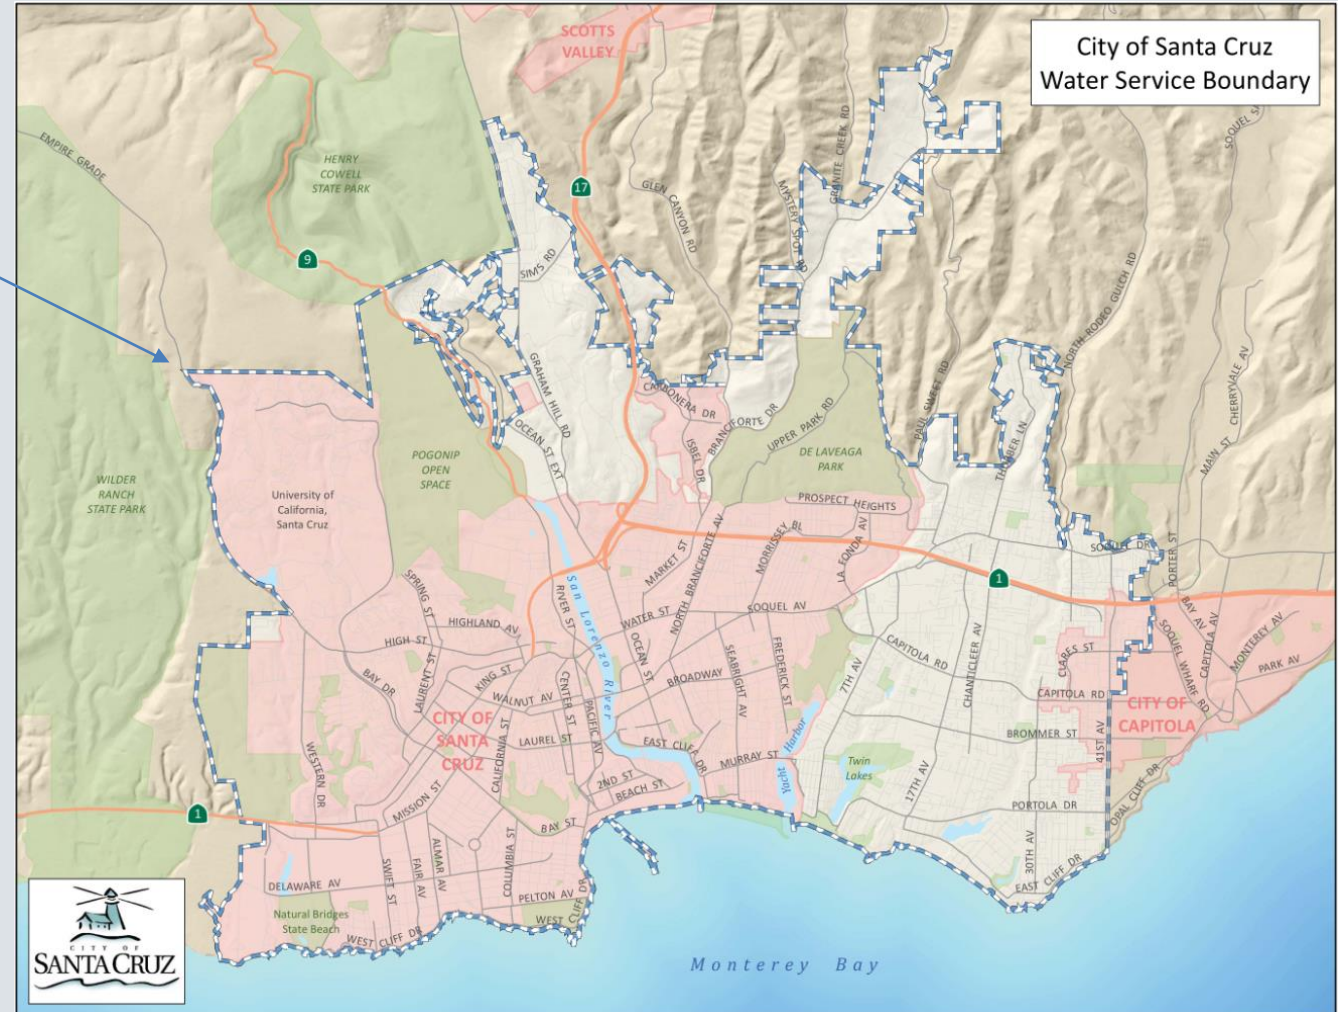 City of Santa Cruz
Water Service Boundary
SCOTTS
VALLEY
EMPIRE GRADE
HENRY
COWELL
STATE PARK
17
9
GLEN CANYON RD
MYSTERY SPOT RD
GRANITE CREEK RD
SIMS RD
NORTH RODEO GULCH RD
CHERRYVALE AV
MAIN ST
PAUL SWEET RD
THURBER LN
GRAHAM HILL RD
OCEAN ST EXT
CARBONERA DR
ISBEL DR
BRANCIFORTE DR
UPPER PARK RD
DE LAVEAGA
PARK
POGONIP
OPEN
SPACE
WILDER
RANCH
STATE PARK
University of
California,
Santa Cruz
PROSPECT HEIGHTS
MORRISSEY BL
LA FONDA AV
MARKET ST
NORTH BRANCIFORTE AV
SOQUEL DR
PORTER ST
1
San Lorenzo River
RIVER ST
SPRING ST
HIGHLAND AV
HIGH ST
WATER ST
SOQUEL AV
OCEAN ST
BAY DR
LAURENT ST
KING ST
WALNUT AV
CENTER ST
PACIFIC AV
BROADWAY
SEABRIGHT AV
FREDERICK ST
7TH AV
CAPITOLA RD
CHANTICLEER AV
CLARES ST
CAPITOLA RD
BAY AV
SOQUEL WHARF RD
CAPITOLA AV
MONTEREY AV
PARK AV
CITY OF
CAPITOLA
CITY OF
SANTA
CRUZ
LAUREL ST
CALIFORNIA ST
EAST CLIFF DR
MURRAY ST
Yacht Harbor
BROMMER ST
41ST AV
Twin
Lakes
17TH AV
WESTERN DR
MISSION ST
2ND ST
BEACH ST
BAY ST
PORTOLA DR
OPAL CLIFF DR
30TH AV
EAST CLIFF DR
1
DELAWARE AV
SWIFT ST
FAIR AV
ALMAR AV
COLUMBIA ST
PELTON AV
WEST CLIFF DR
Natural Bridges
State Beach
WEST CLIFF DR
Monterey Bay
CITY OF
SANTA CRUZ